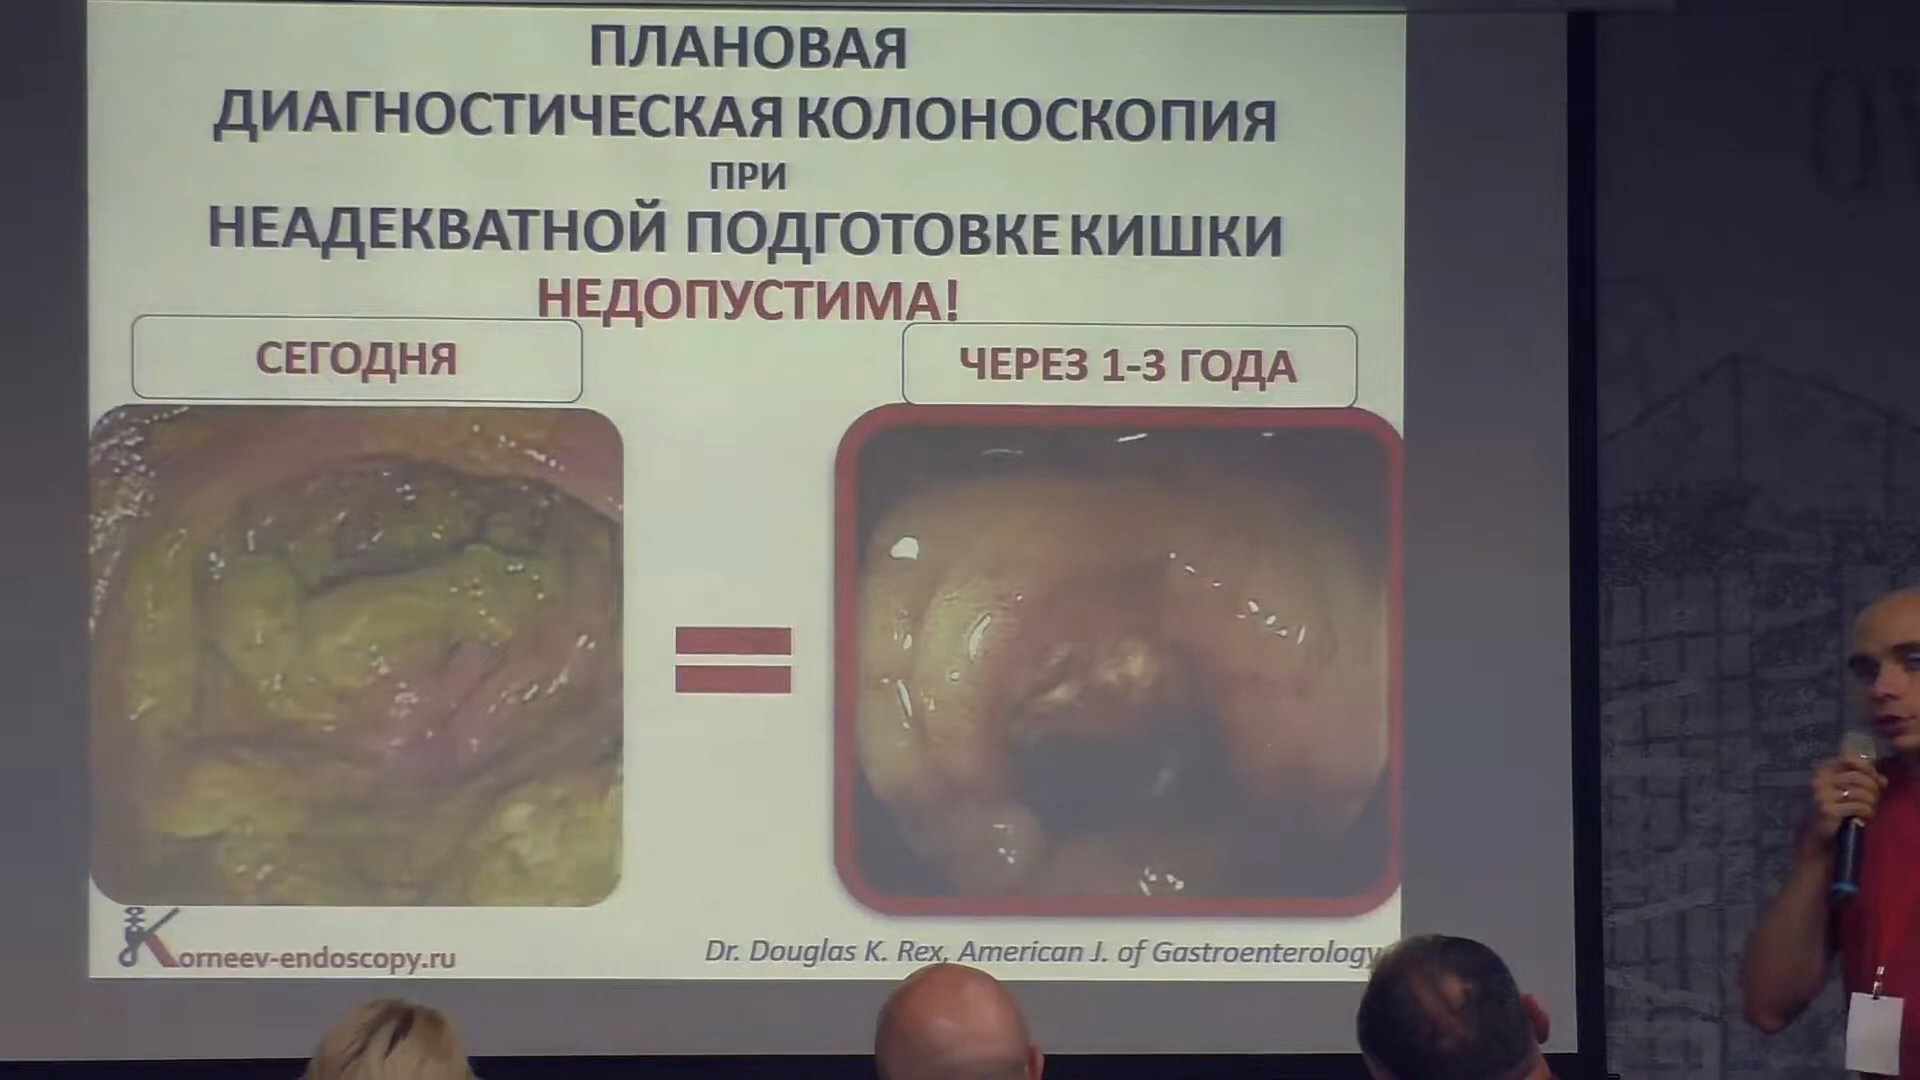 ПЛАНОВАЯ
ДИАГНОСТИЧЕСКАЯ КОЛОНОСКОПИЯ
ПРИ
НЕАДЕКВАТНОЙ ПОДГОТОВКЕ КИШКИ
НЕДОПУСТИМА!
СЕГОДНЯ
ЧЕРЕЗ 1-3 ГОДА
Korneev-endoscopy.ru
Dr. Douglas K. Rex, American J. of Gastroenterology